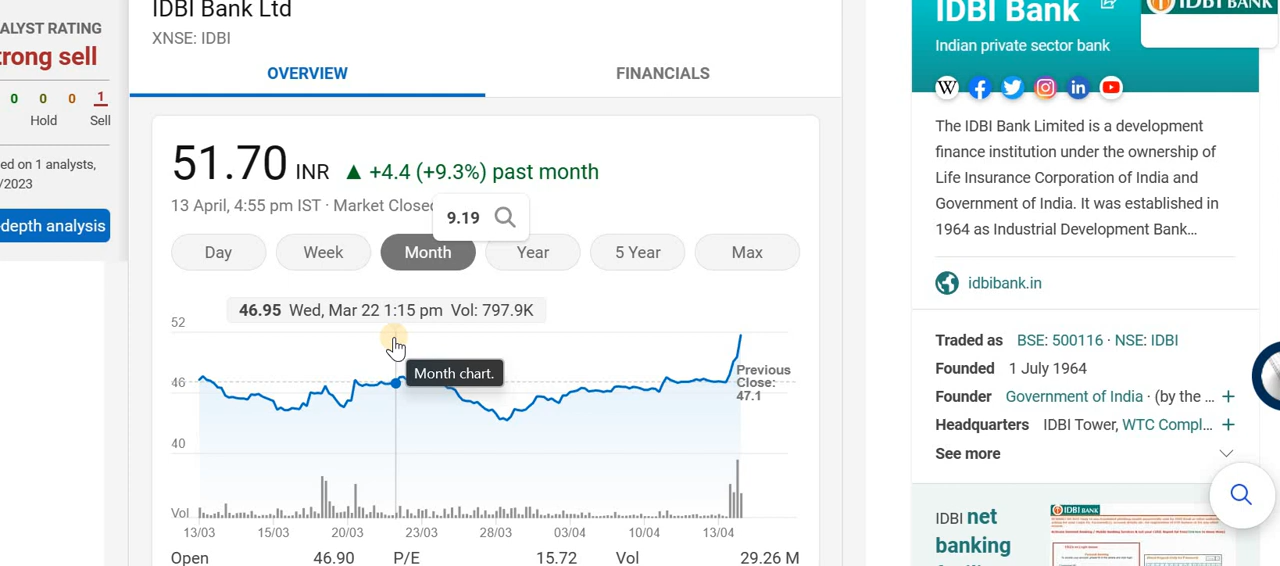 ALYST RATING
trong sell
0 0 0 1
Hold Sell
ed on 1 analysts,
/2023
depth analysis
IDBI Bank Ltd
XNSE: IDBI
OVERVIEW FINANCIALS
51.70 INR ▲ +4.4 (+9.3%) past month
13 April, 4:55 pm IST · Market Closed
9.19
Day Week Month Year 5 Year Max
46.95 Wed, Mar 22 1:15 pm Vol: 797.9K
52
Month chart.
46
Previous
Close:
47.1
40
Vol
13/03 15/03 20/03 23/03 28/03 03/04 10/04 13/04
Open 46.90 P/E 15.72 Vol 29.26 M
IDBI Bank
IDBI BANK
Indian private sector bank
W
The IDBI Bank Limited is a development
finance institution under the ownership of
Life Insurance Corporation of India and
Government of India. It was established in
1964 as Industrial Development Bank...
idbibank.in
Traded as BSE: 500116 · NSE: IDBI
Founded 1 July 1964
Founder Government of India · (by the ... +
Headquarters IDBI Tower, WTC Compl... +
See more
IDBI net
banking
IDBI BANK